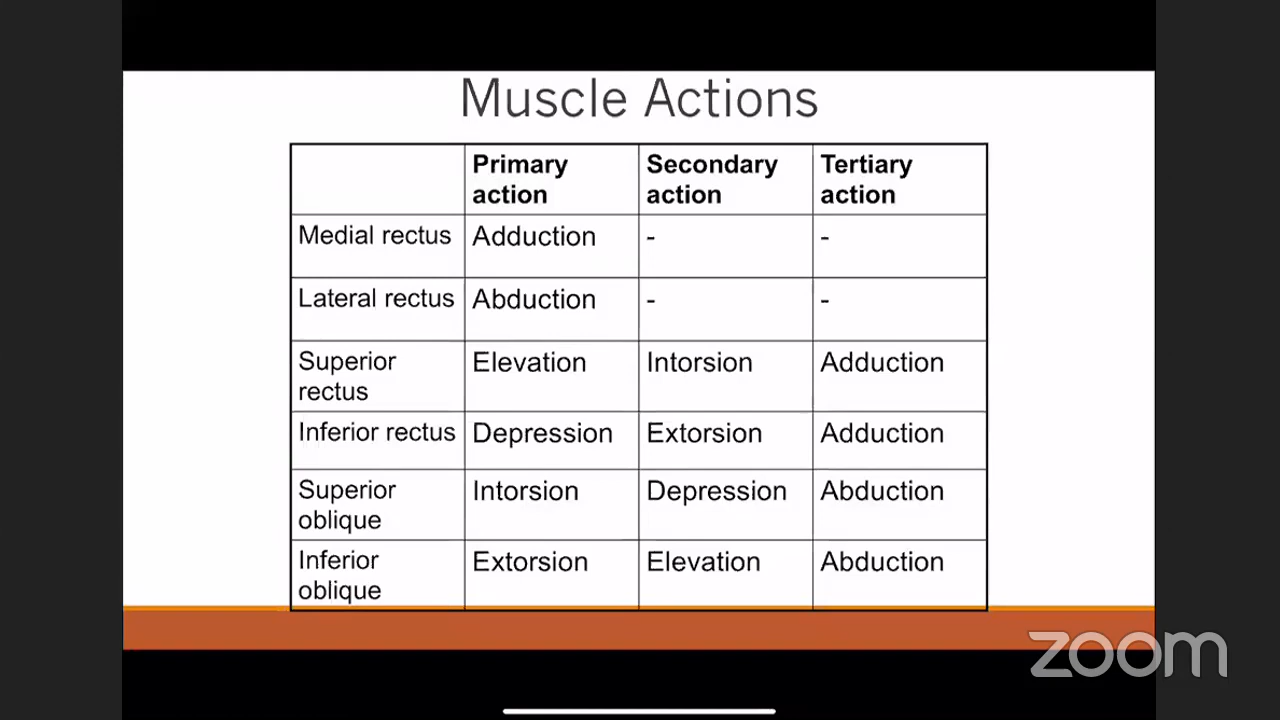 Muscle Actions
Primary action Secondary action Tertiary action
Medial rectus Adduction - -
Lateral rectus Abduction - -
Superior rectus Elevation Intorsion Adduction
Inferior rectus Depression Extorsion Adduction
Superior oblique Intorsion Depression Abduction
Inferior oblique Extorsion Elevation Abduction
zoom